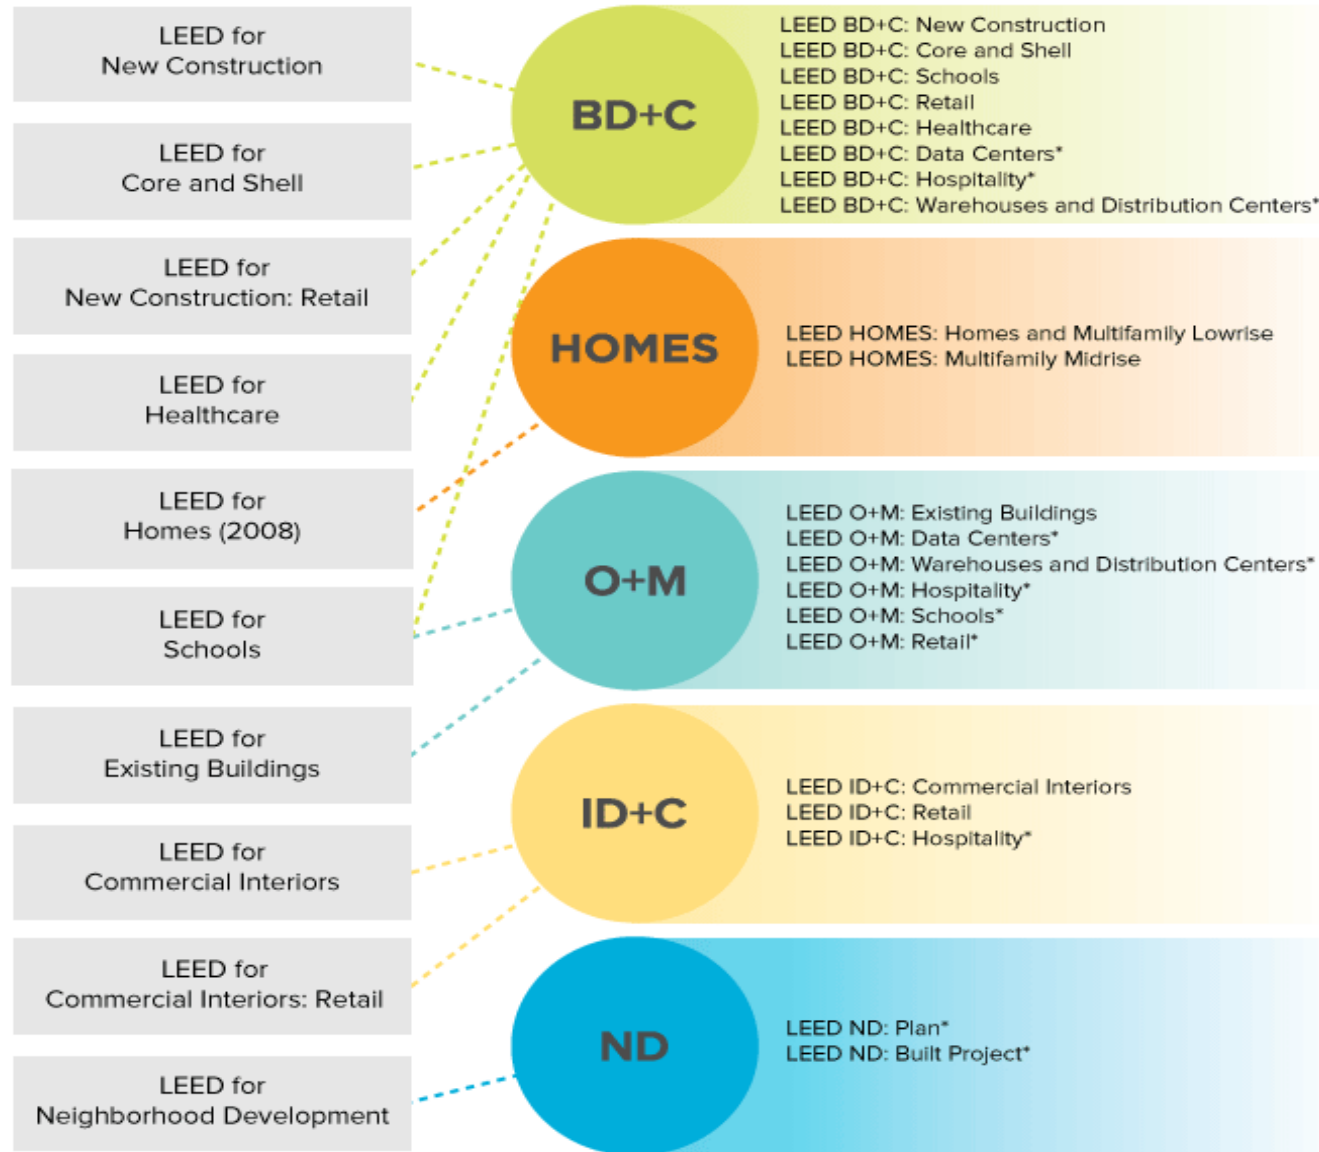 LEED for
New Construction
LEED for
Core and Shell
LEED for
New Construction: Retail
LEED for
Healthcare
LEED for
Homes (2008)
LEED for
Schools
LEED for
Existing Buildings
LEED for
Commercial Interiors
LEED for
Commercial Interiors: Retail
LEED for
Neighborhood Development
BD+C
LEED BD+C: New Construction
LEED BD+C: Core and Shell
LEED BD+C: Schools
LEED BD+C: Retail
LEED BD+C: Healthcare
LEED BD+C: Data Centers*
LEED BD+C: Hospitality*
LEED BD+C: Warehouses and Distribution Centers*
HOMES
LEED HOMES: Homes and Multifamily Lowrise
LEED HOMES: Multifamily Midrise
O+M
LEED O+M: Existing Buildings
LEED O+M: Data Centers*
LEED O+M: Warehouses and Distribution Centers*
LEED O+M: Hospitality*
LEED O+M: Schools*
LEED O+M: Retail*
ID+C
LEED ID+C: Commercial Interiors
LEED ID+C: Retail
LEED ID+C: Hospitality*
ND
LEED ND: Plan*
LEED ND: Built Project*